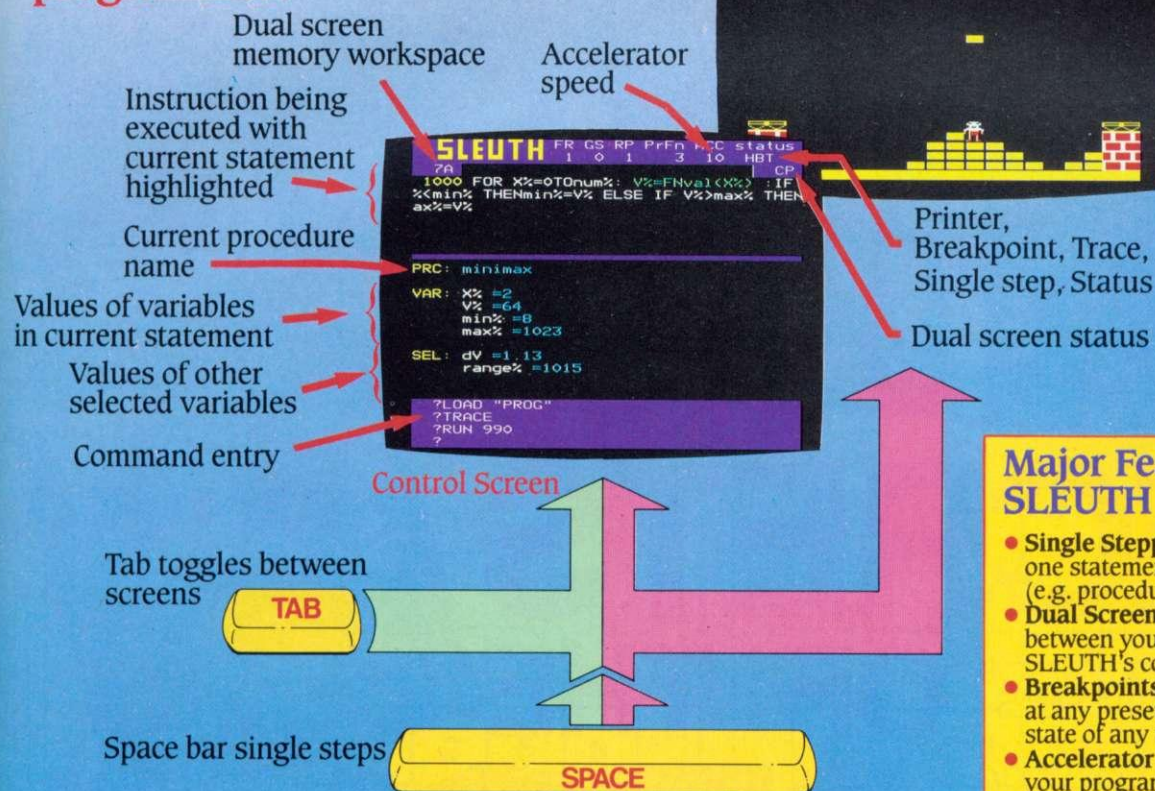 Dual screen
memory workspace
Accelerator
speed
Instruction being
executed with
current statement
highlighted
Current procedure
name
Values of variables
in current statement
Values of other
selected variables
Command entry
SLEUTH FR GS RP PrFn ACC status
1 0 1 3 10 HBT
7A CP
1000 FOR X%=0TOnum%: V%=FNval(X%) :IF
%<min% THENmin%=V% ELSE IF V%>max% THEN
ax%=V%
PRC: minimax
VAR: X% =2
V% =64
min% =8
max% =1023
SEL: dV =1.13
range% =1015
?LOAD "PROG"
?TRACE
?RUN 990
?
Control Screen
Printer,
Breakpoint, Trace,
Single step, Status
Dual screen status
Tab toggles between
screens
TAB
Space bar single steps
SPACE
Major Fe
SLEUTH
• Single Stepp
one stateme
(e.g. procedu
• Dual Screen
between you
SLEUTH's co
• Breakpoints
at any prese
state of any
• Accelerator
your program